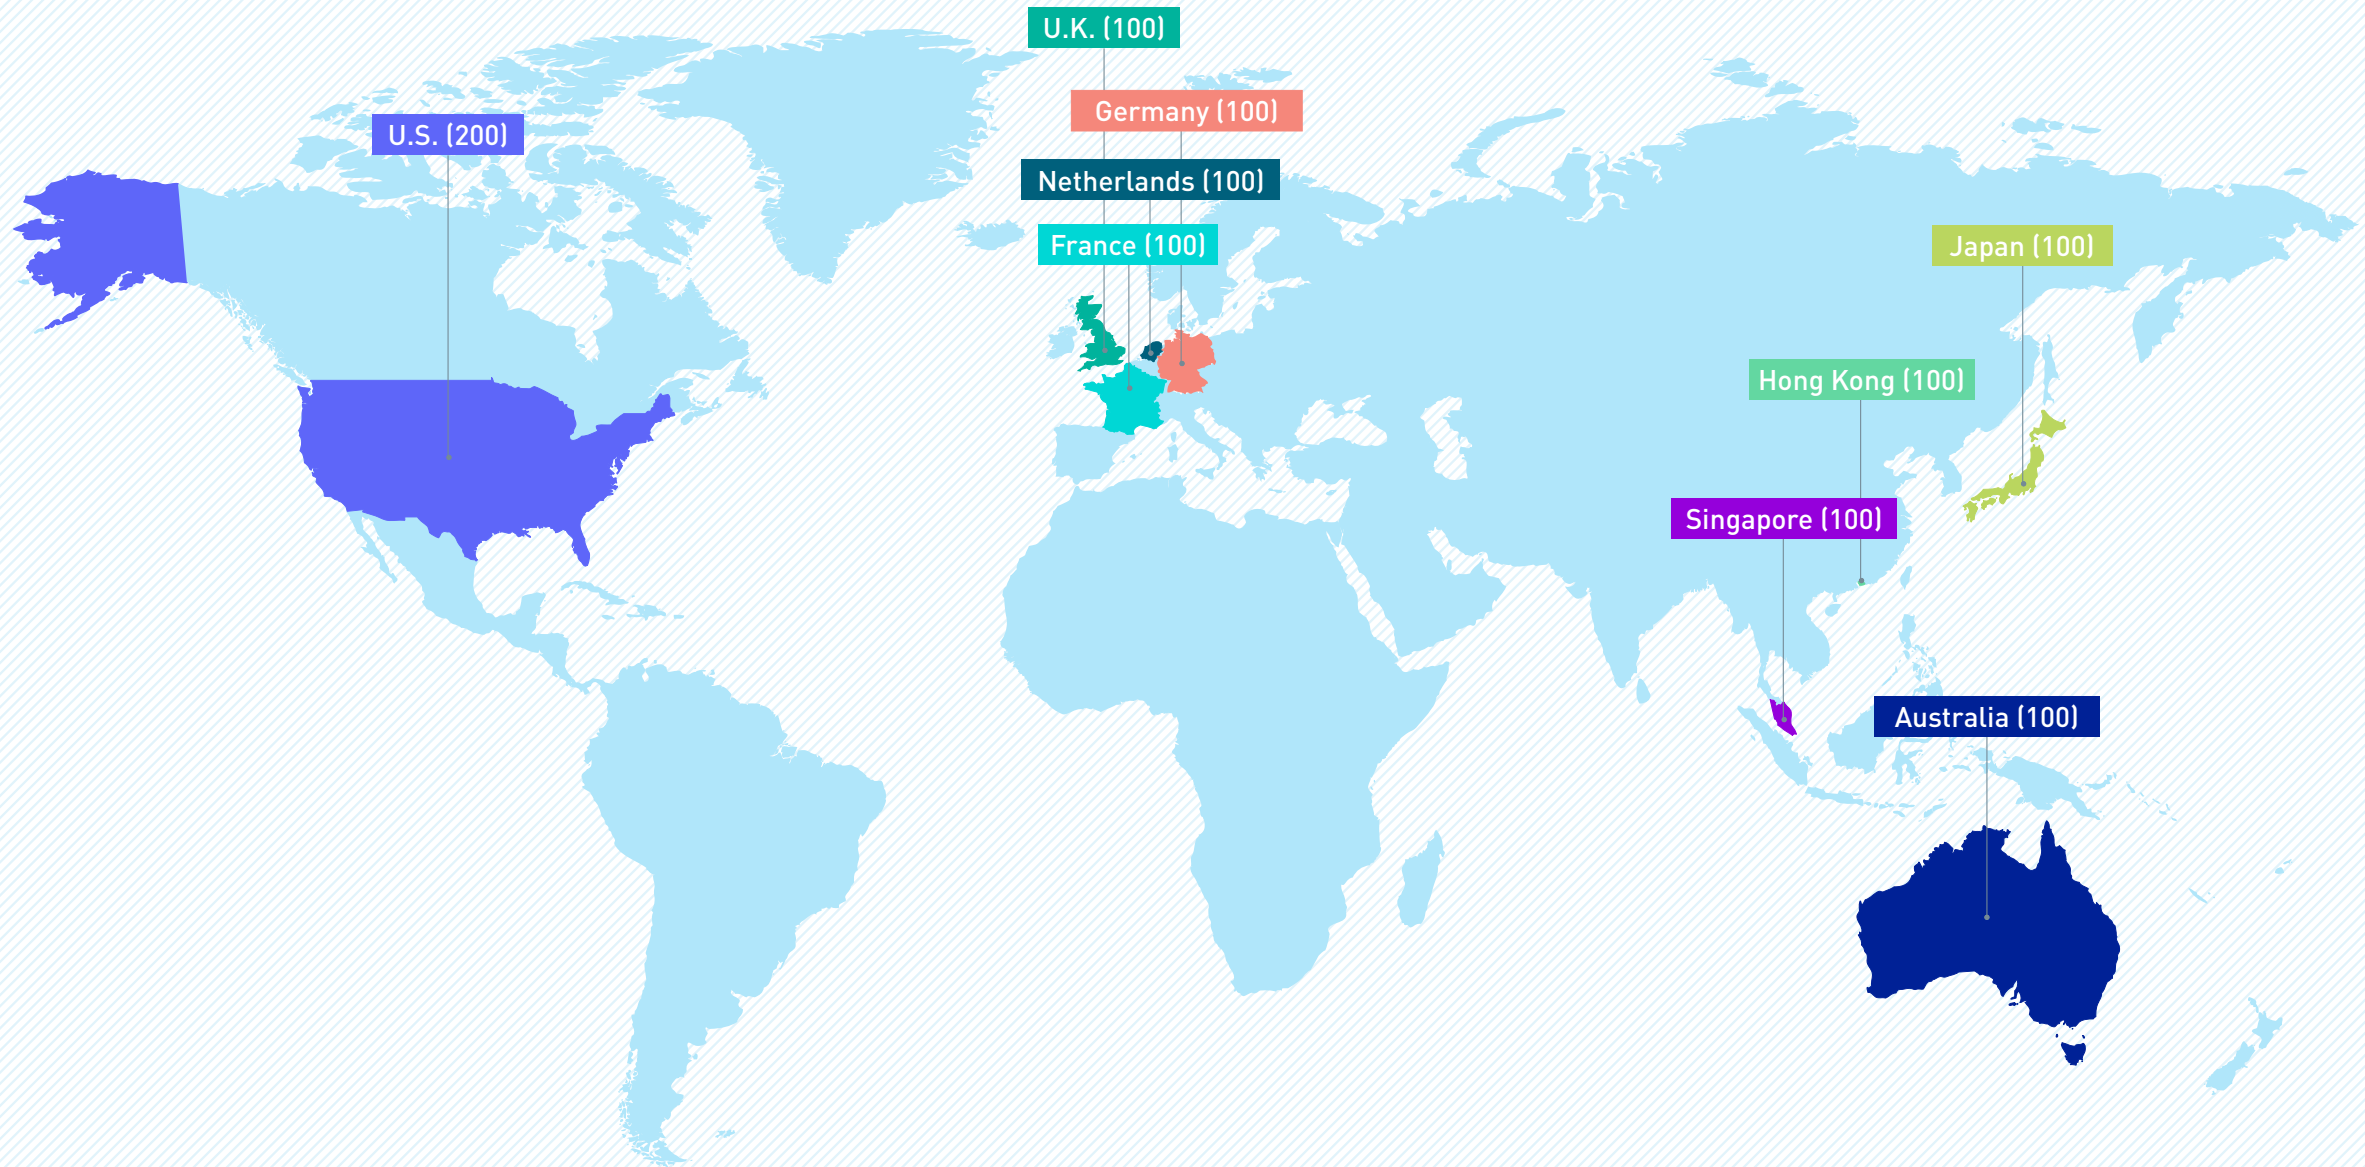 U.K. (100)
Germany (100)
U.S. (200)
Netherlands (100)
France (100)
Japan (100)
Hong Kong (100)
Singapore (100)
Australia (100)